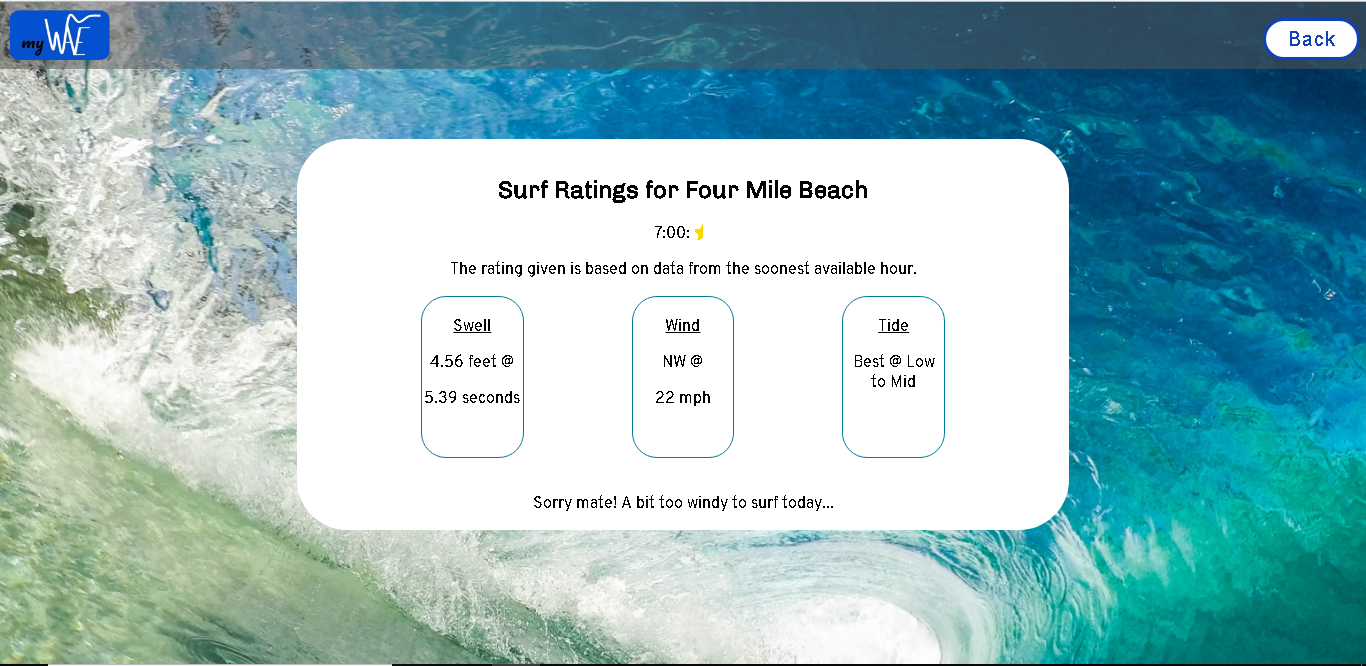 my WAVE
Back
Surf Ratings for Four Mile Beach
7:00:
The rating given is based on data from the soonest available hour.
Swell
4.56 feet @
5.39 seconds
Wind
NW @
22 mph
Tide
Best @ Low
to Mid
Sorry mate! A bit too windy to surf today...